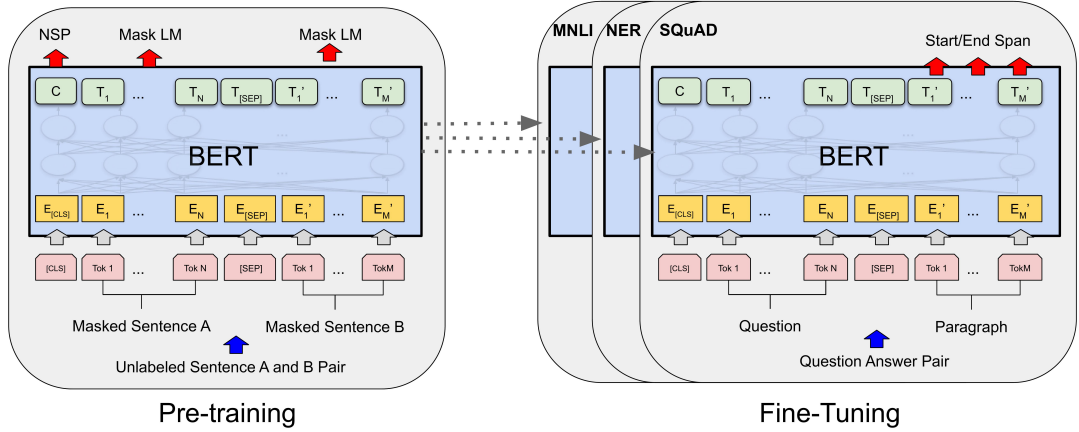 NSP Mask LM Mask LM
C T1 ... TN T[SEP] T1’ ... TM’
...
...
BERT
E[CLS] E1 ... EN E[SEP] E1’ ... EM’
[CLS] Tok 1 ... Tok N [SEP] Tok 1 ... TokM
Masked Sentence A Masked Sentence B
Unlabeled Sentence A and B Pair
Pre-training
MNLI NER SQuAD
Start/End Span
C T1 ... TN T[SEP] T1’ ... TM’
...
...
BERT
E[CLS] E1 ... EN E[SEP] E1’ ... EM’
[CLS] Tok 1 ... Tok N [SEP] Tok 1 ... TokM
Question Paragraph
Question Answer Pair
Fine-Tuning